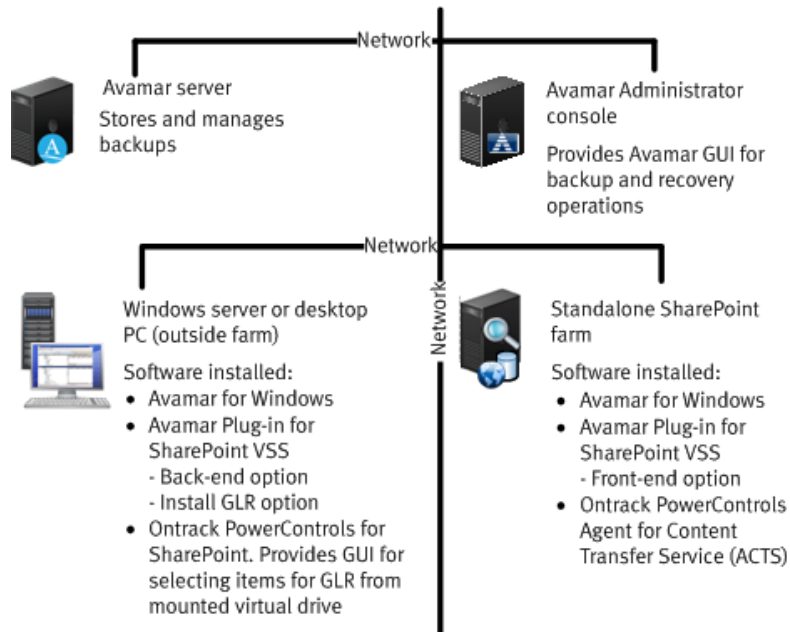 Network
Avamar server
Stores and manages
backups
Avamar Administrator
console
Provides Avamar GUI for
backup and recovery
operations
Network
Network
Windows server or desktop
PC (outside farm)
Software installed:
• Avamar for Windows
• Avamar Plug-in for
SharePoint VSS
- Back-end option
- Install GLR option
• Ontrack PowerControls for
SharePoint. Provides GUI for
selecting items for GLR from
mounted virtual drive
Standalone SharePoint
farm
Software installed:
• Avamar for Windows
• Avamar Plug-in for
SharePoint VSS
- Front-end option
• Ontrack PowerControls
Agent for Content
Transfer Service (ACTS)